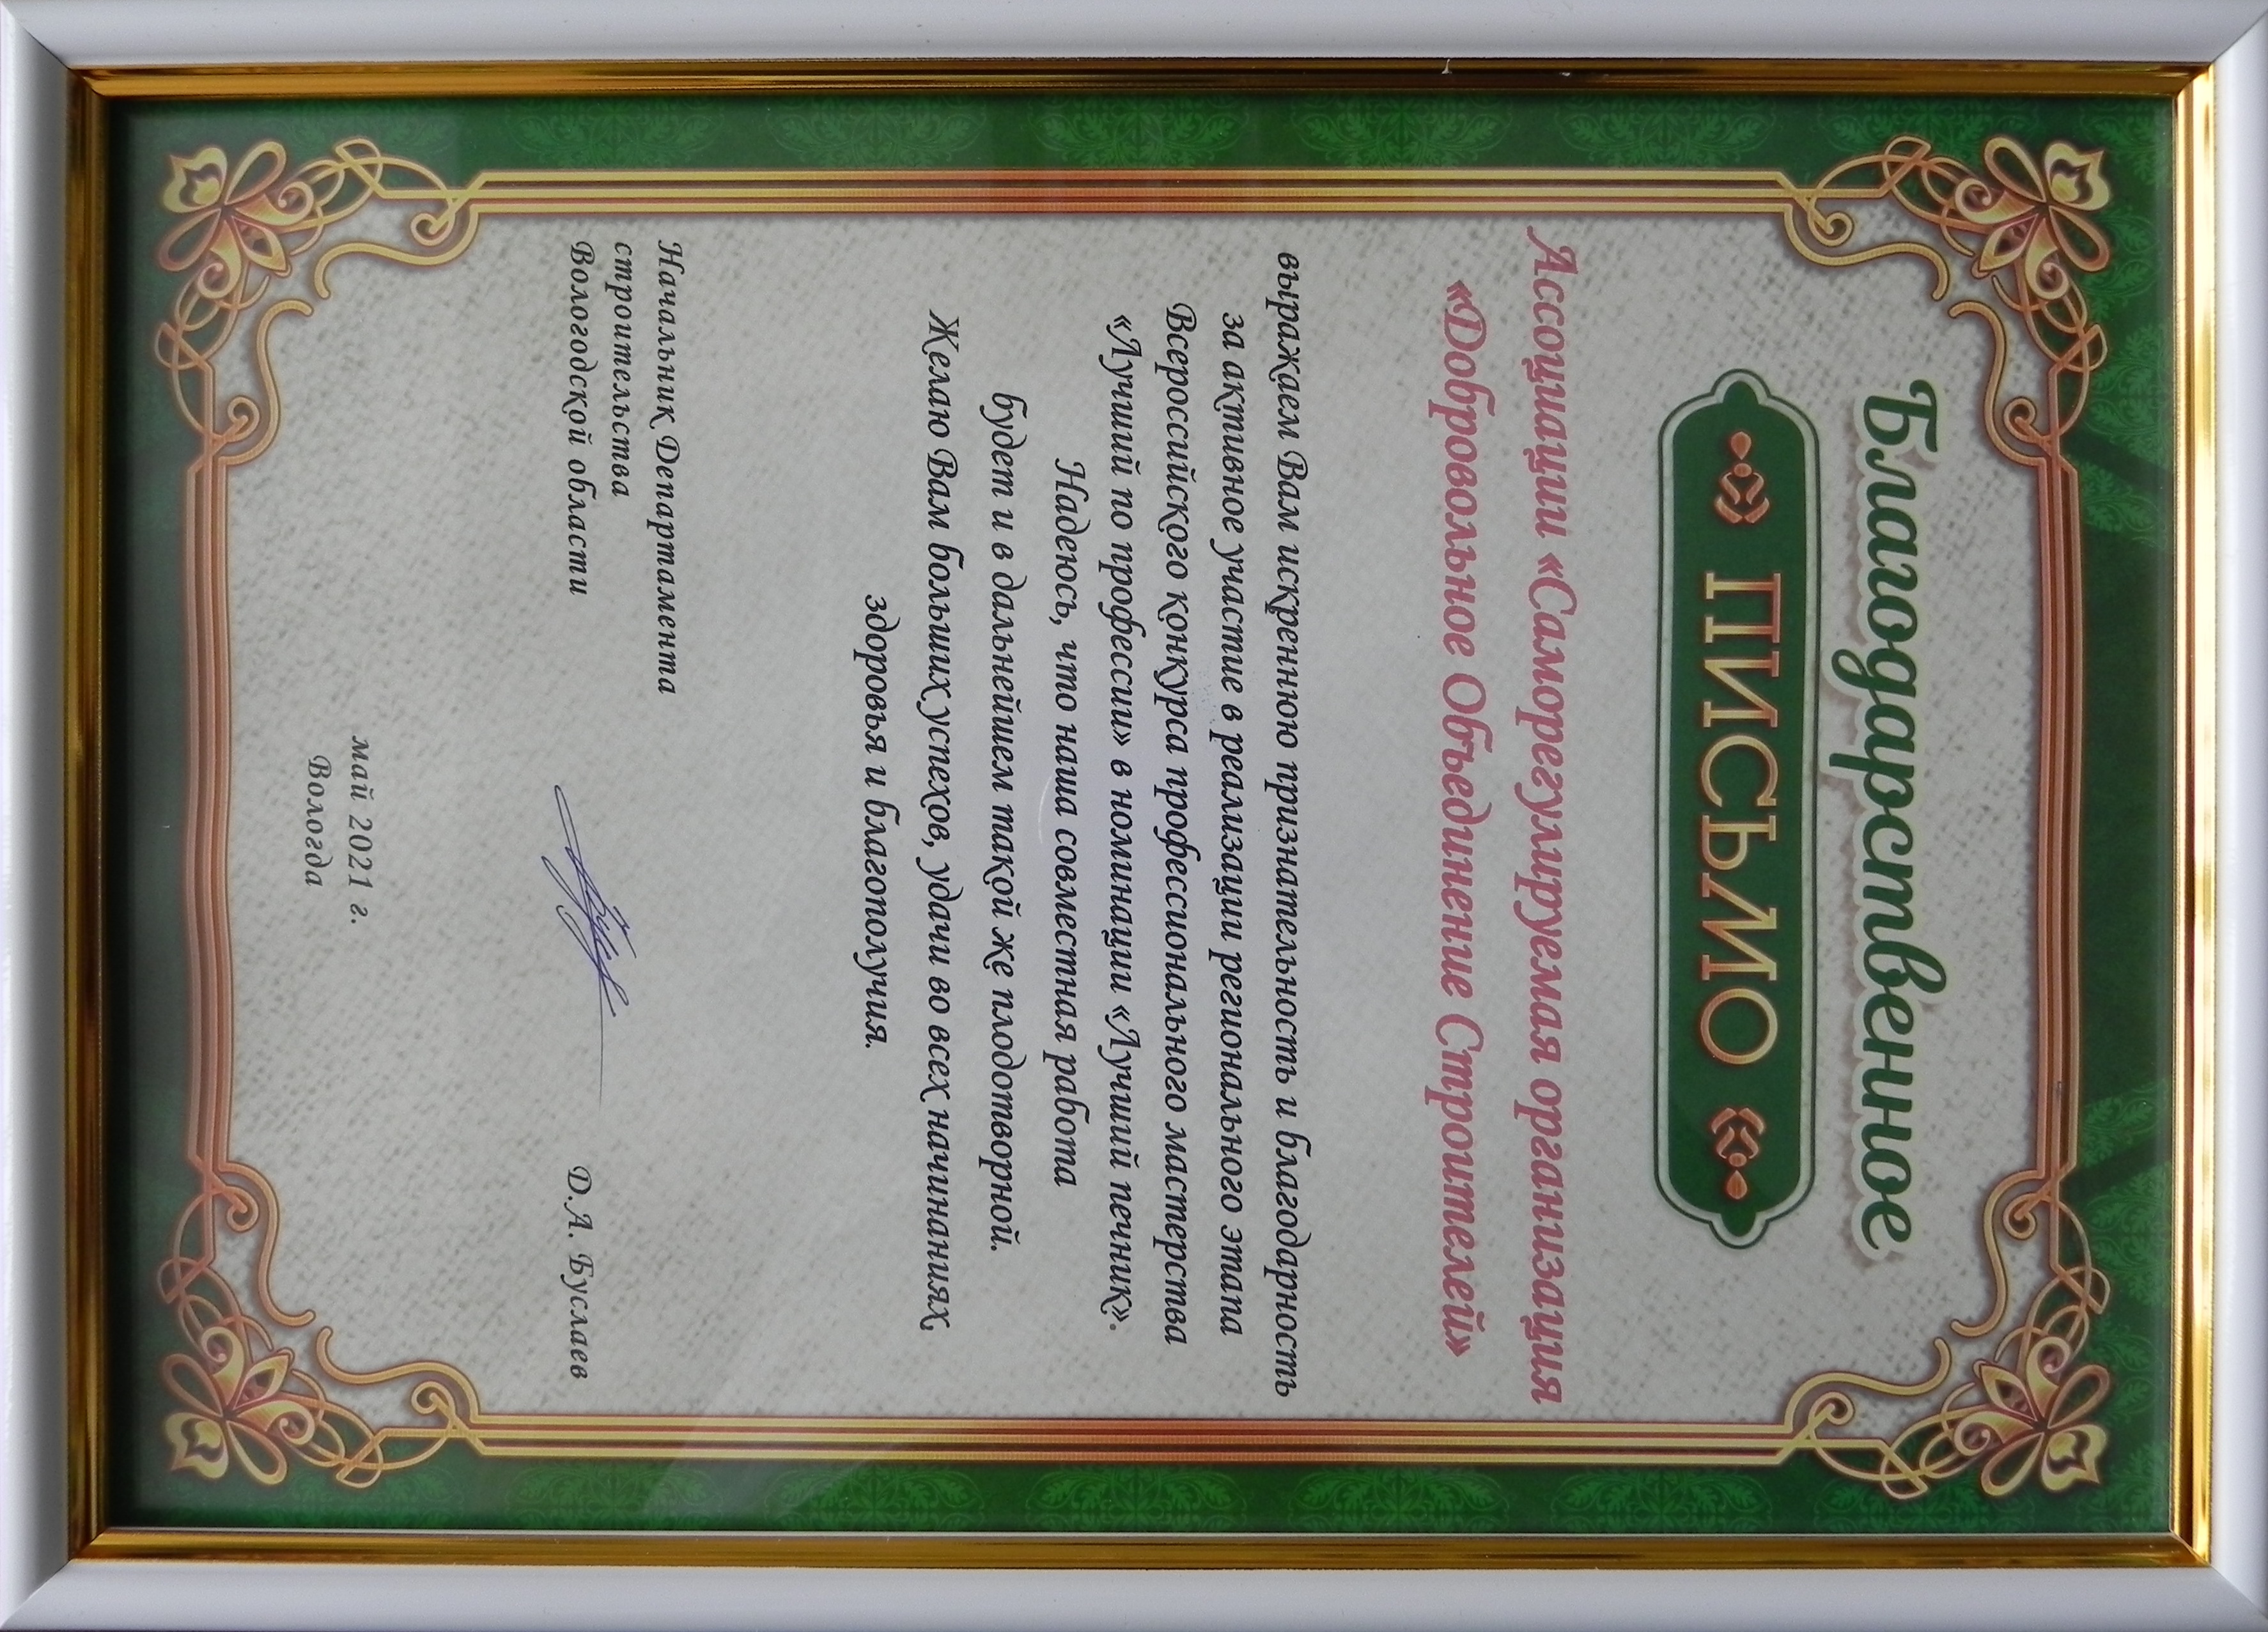 Благодарственное
ПИСЬМО
Ассоциации «Саморегулируемая организация
«Добровольное Объединение Строителей»
выражаем Вам искреннюю признательность и благодарность
за активное участие в реализации регионального этапа
Всероссийского конкурса профессионального мастерства
«Лучший по профессии» в номинации «Лучший печник».
Надеюсь, что наша совместная работа
будет и в дальнейшем такой же плодотворной.
Желаю Вам больших успехов, удачи во всех начинаниях,
здоровья и благополучия.
Начальник Департамента
строительства
Вологодской области
Д.А. Буслаев
май 2021 г.
Вологда